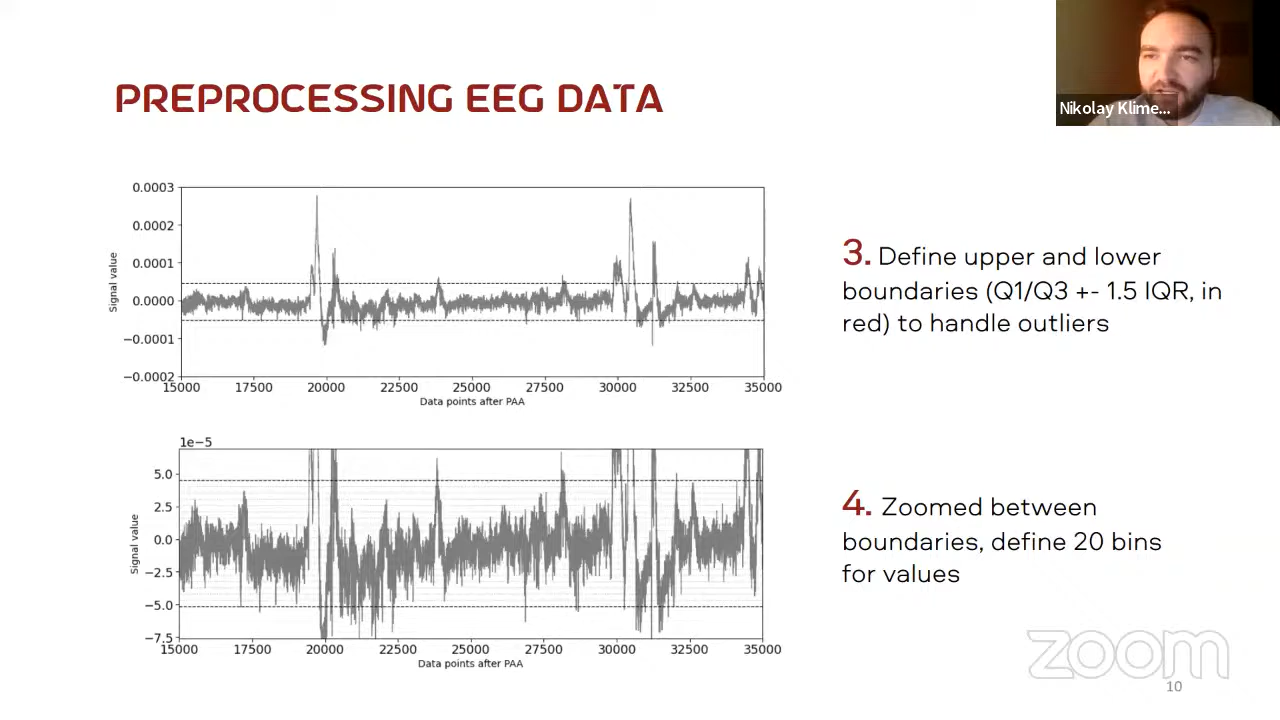 PREPROCESSING EEG DATA
Nikolay Klime...
0.0003
0.0002
0.0001
0.0000
−0.0001
−0.0002
Signal value
15000 17500 20000 22500 25000 27500 30000 32500 35000
Data points after PAA
3. Define upper and lower
boundaries (Q1/Q3 +- 1.5 IQR, in
red) to handle outliers
1e−5
5.0
2.5
0.0
−2.5
−5.0
−7.5
Signal value
15000 17500 20000 22500 25000 27500 30000 32500 35000
Data points after PAA
4. Zoomed between
boundaries, define 20 bins
for values
zoom
10